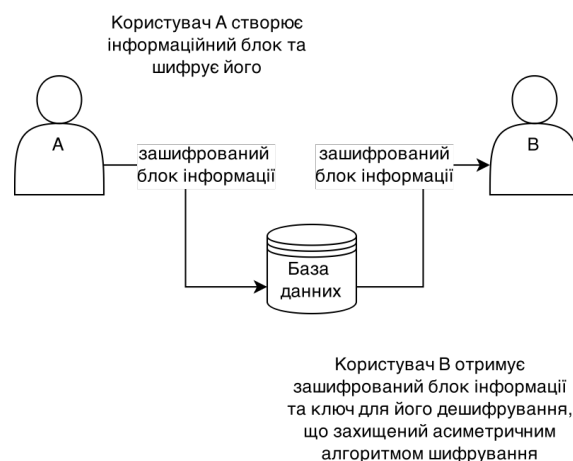 Користувач А створює
інформаційний блок та
шифрує його
А
зашифрований
блок інформації
зашифрований
блок інформації
В
База
данних
Користувач В отримує
зашифрований блок інформації
та ключ для його дешифрування,
що захищений асиметричним
алгоритмом шифрування